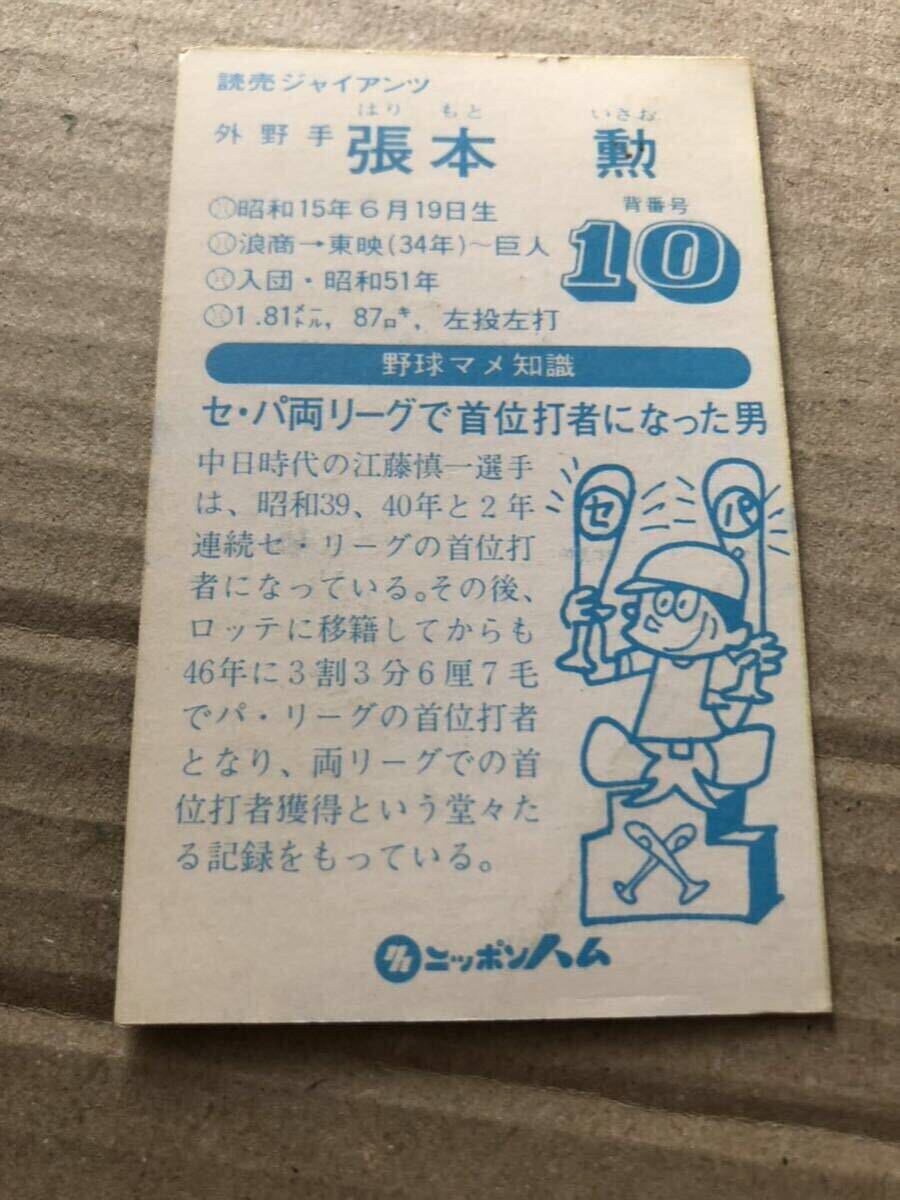 読売ジャイアンツ
はり もと いさお
外野手 張本 勲
昭和15年6月19日生
背番号
10
浪商→東映(34年)〜巨人
入団・昭和51年
1.81メートル, 87キロ, 左投左打
野球マメ知識
セ・パ両リーグで首位打者になった男
中日時代の江藤慎一選手
は、昭和39、40年と2年
連続セ・リーグの首位打
者になっている。その後、
ロッテに移籍してからも
46年に3割3分6厘7毛
でパ・リーグの首位打者
となり、両リーグでの首
位打者獲得という堂々た
る記録をもっている。
セ パ
ニッポンハム